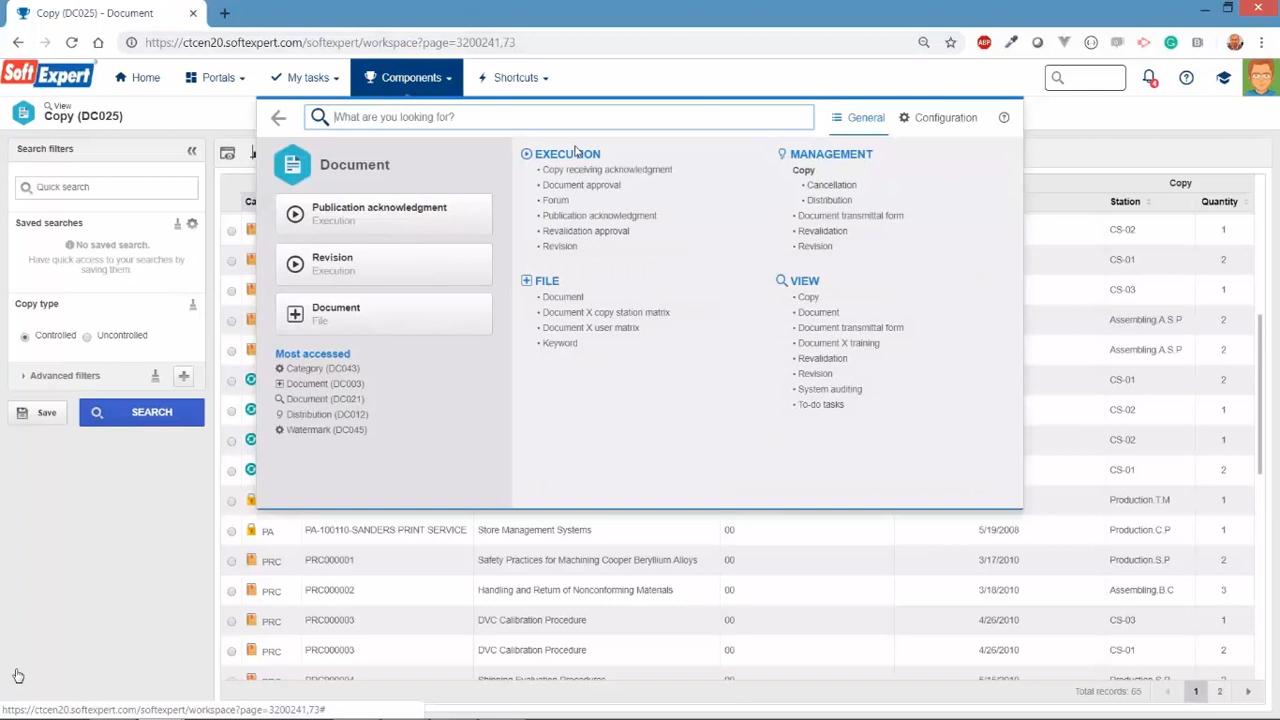 Copy (DC025) - Document
https://ctcen20.softexpert.com/softexpert/workspace?page=3200241,73
ABP
SoftExpert
Home
Portals
My tasks
Components
Shortcuts
4
View
Copy (DC025)
What are you looking for?
General
Configuration
Search filters
Quick search
Saved searches
No saved search.
Have quick access to your searches by
saving them.
Copy type
Controlled
Uncontrolled
Advanced filters
Save
SEARCH
Document
Publication acknowledgment
Execution
Revision
Execution
Document
File
Most accessed
Category (DC043)
Document (DC003)
Document (DC021)
Distribution (DC012)
Watermark (DC045)
EXECUTION
• Copy receiving acknowledgment
• Document approval
• Forum
• Publication acknowledgment
• Revalidation approval
• Revision
FILE
• Document
• Document X copy station matrix
• Document X user matrix
• Keyword
MANAGEMENT
Copy
• Cancellation
• Distribution
• Document transmittal form
• Revalidation
• Revision
VIEW
• Copy
• Document
• Document transmittal form
• Document X training
• Revalidation
• Revision
• System auditing
• To-do tasks
Copy
Station
Quantity
CS-02 1
CS-01 2
CS-03 1
Assembling.A.S.P 2
Assembling.A.S.P 2
CS-01 2
CS-02 1
CS-02 1
CS-01 2
Production.T.M 1
PA PA-100110-SANDERS PRINT SERVICE Store Management Systems 00 5/19/2008 Production.C.P 1
PRC PRC000001 Safety Practices for Machining Cooper Beryllium Alloys 00 3/17/2010 Production.S.P 2
PRC PRC000002 Handling and Return of Nonconforming Materials 00 3/18/2010 Assembling.B.C 3
PRC PRC000003 DVC Calibration Procedure 00 4/26/2010 CS-03 1
PRC PRC000003 DVC Calibration Procedure 00 4/26/2010 CS-01 2
Total records: 65
1
2
https://ctcen20.softexpert.com/softexpert/workspace?page=3200241,73#